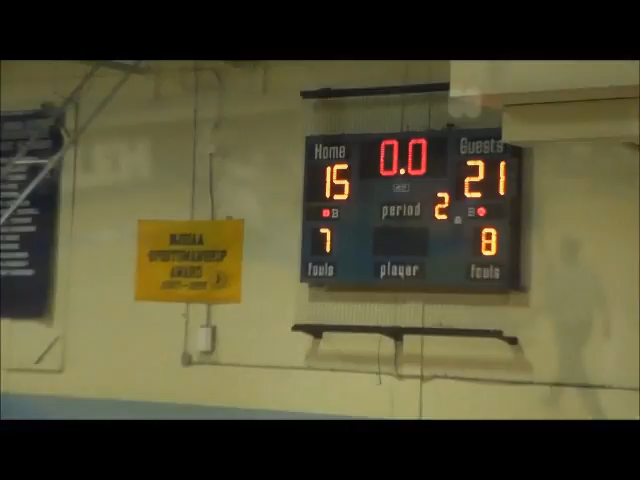 Home 0.0 Guests
15 21
period 2
B B
7 8
fouls player fouls
SPORTSMANSHIP
AWARD